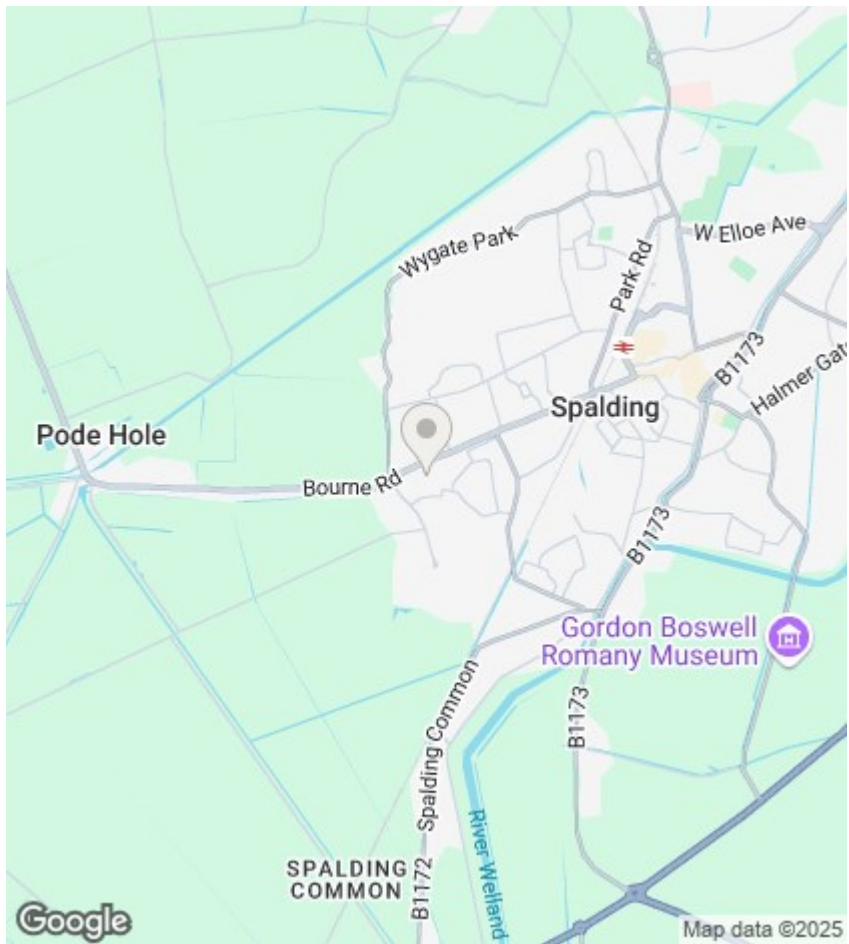 W Elloe Ave
Wygate Park
Park Rd
B1173
Halmer Gate
Spalding
Pode Hole
Bourne Rd
B1173
Gordon Boswell
Romany Museum
B1173
Spalding Common
River Welland
SPALDING
COMMON
B1172
Google
Map data ©2025